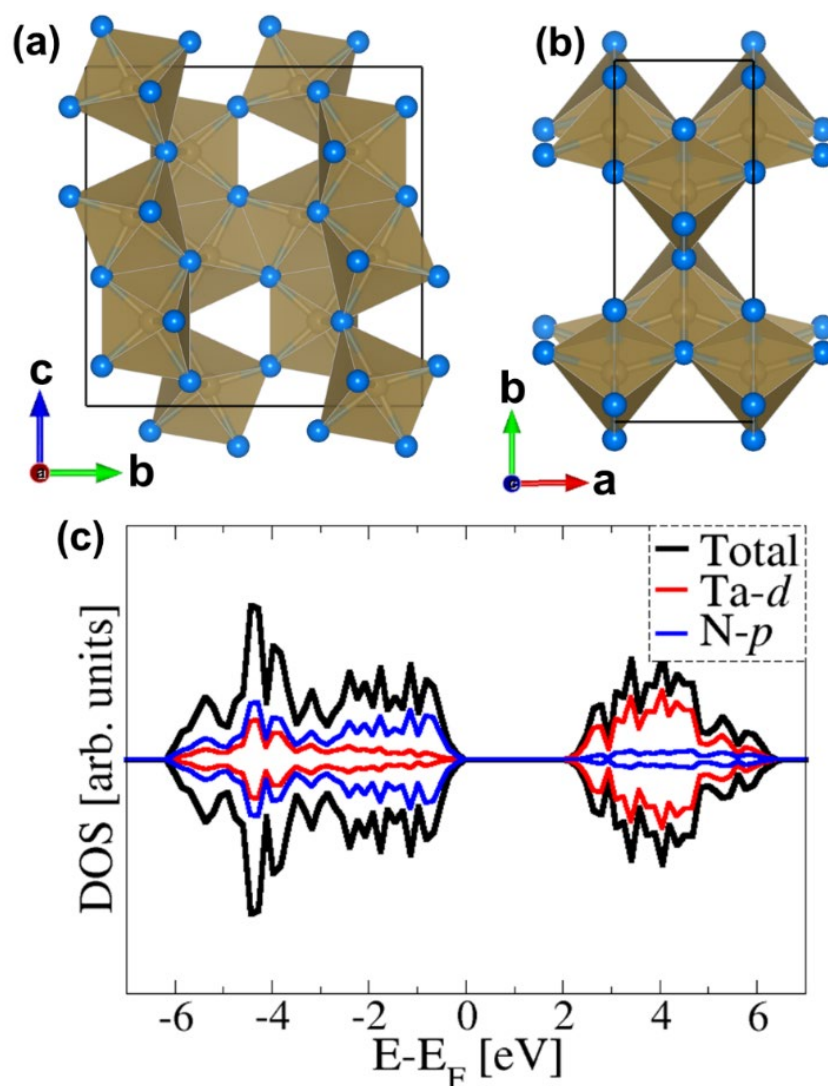 (a)
(b)
c
a
b
b
c
a
(c)
Total
Ta-d
N-p
DOS [arb. units]
-6
-4
-2
0
2
4
6
E-E_F [eV]